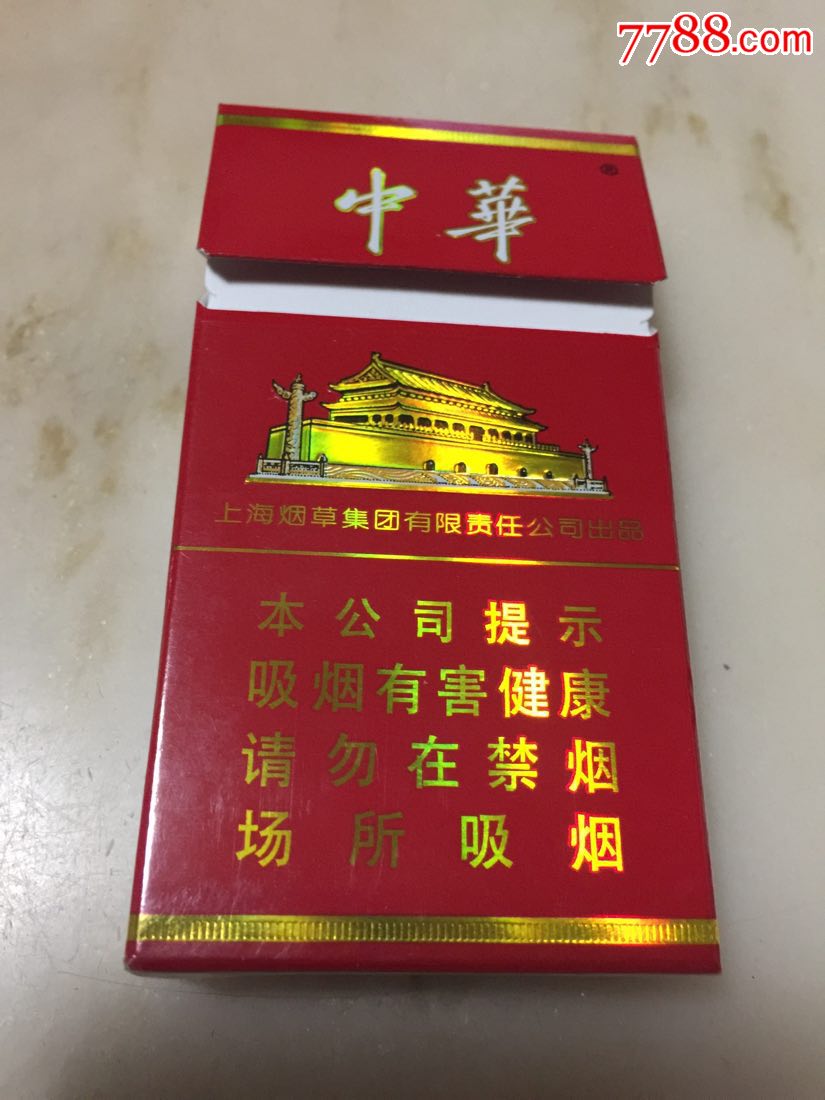 7788.com
中華®
上海烟草集团有限责任公司出品
本公司提示
吸烟有害健康
请勿在禁烟
场所吸烟